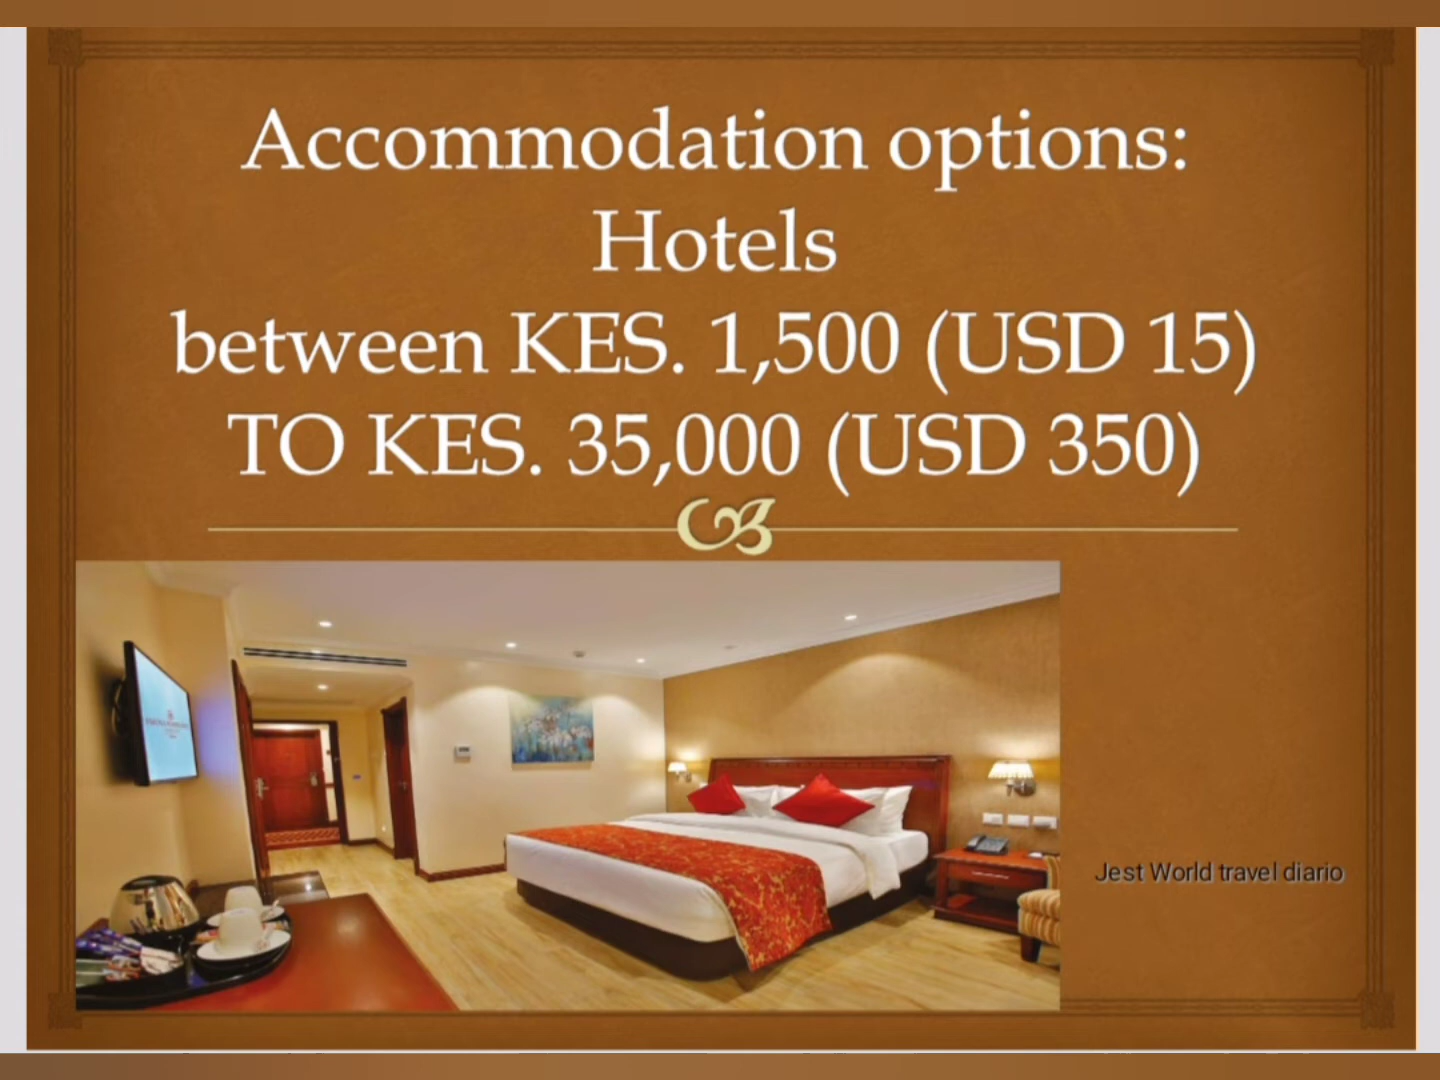 Accommodation options:
Hotels
between KES. 1,500 (USD 15)
TO KES. 35,000 (USD 350)
Jest World travel diario